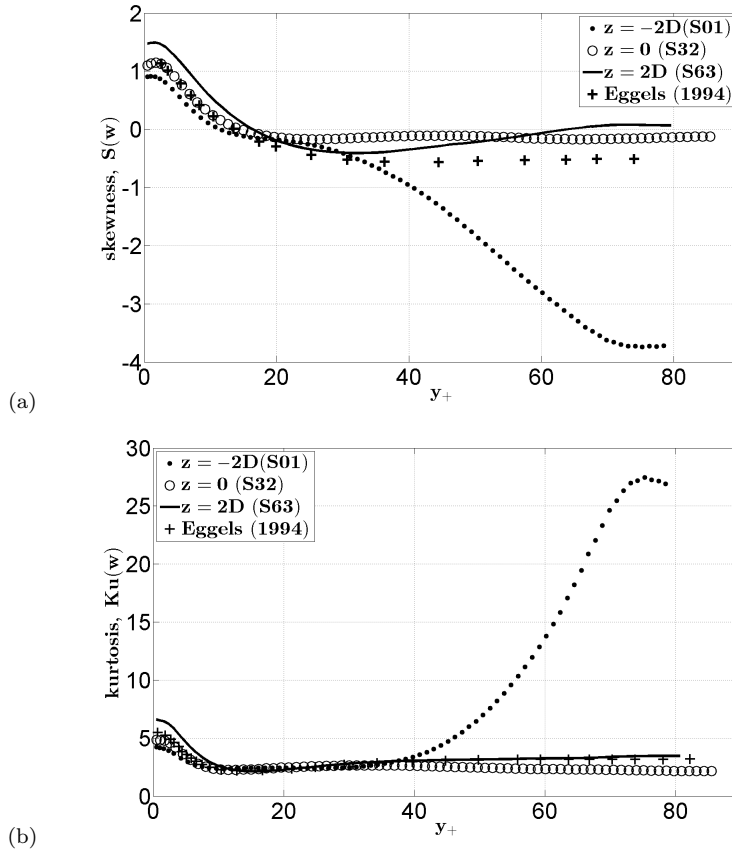 2
1
0
-1
-2
-3
-4
0 20 40 60 80
skewness, S(w)
y+
z = −2D(S01)
z = 0 (S32)
z = 2D (S63)
Eggels (1994)
(a)
30
25
20
15
10
5
0
0 20 40 60 80
kurtosis, Ku(w)
y+
z = −2D(S01)
z = 0 (S32)
z = 2D (S63)
Eggels (1994)
(b)